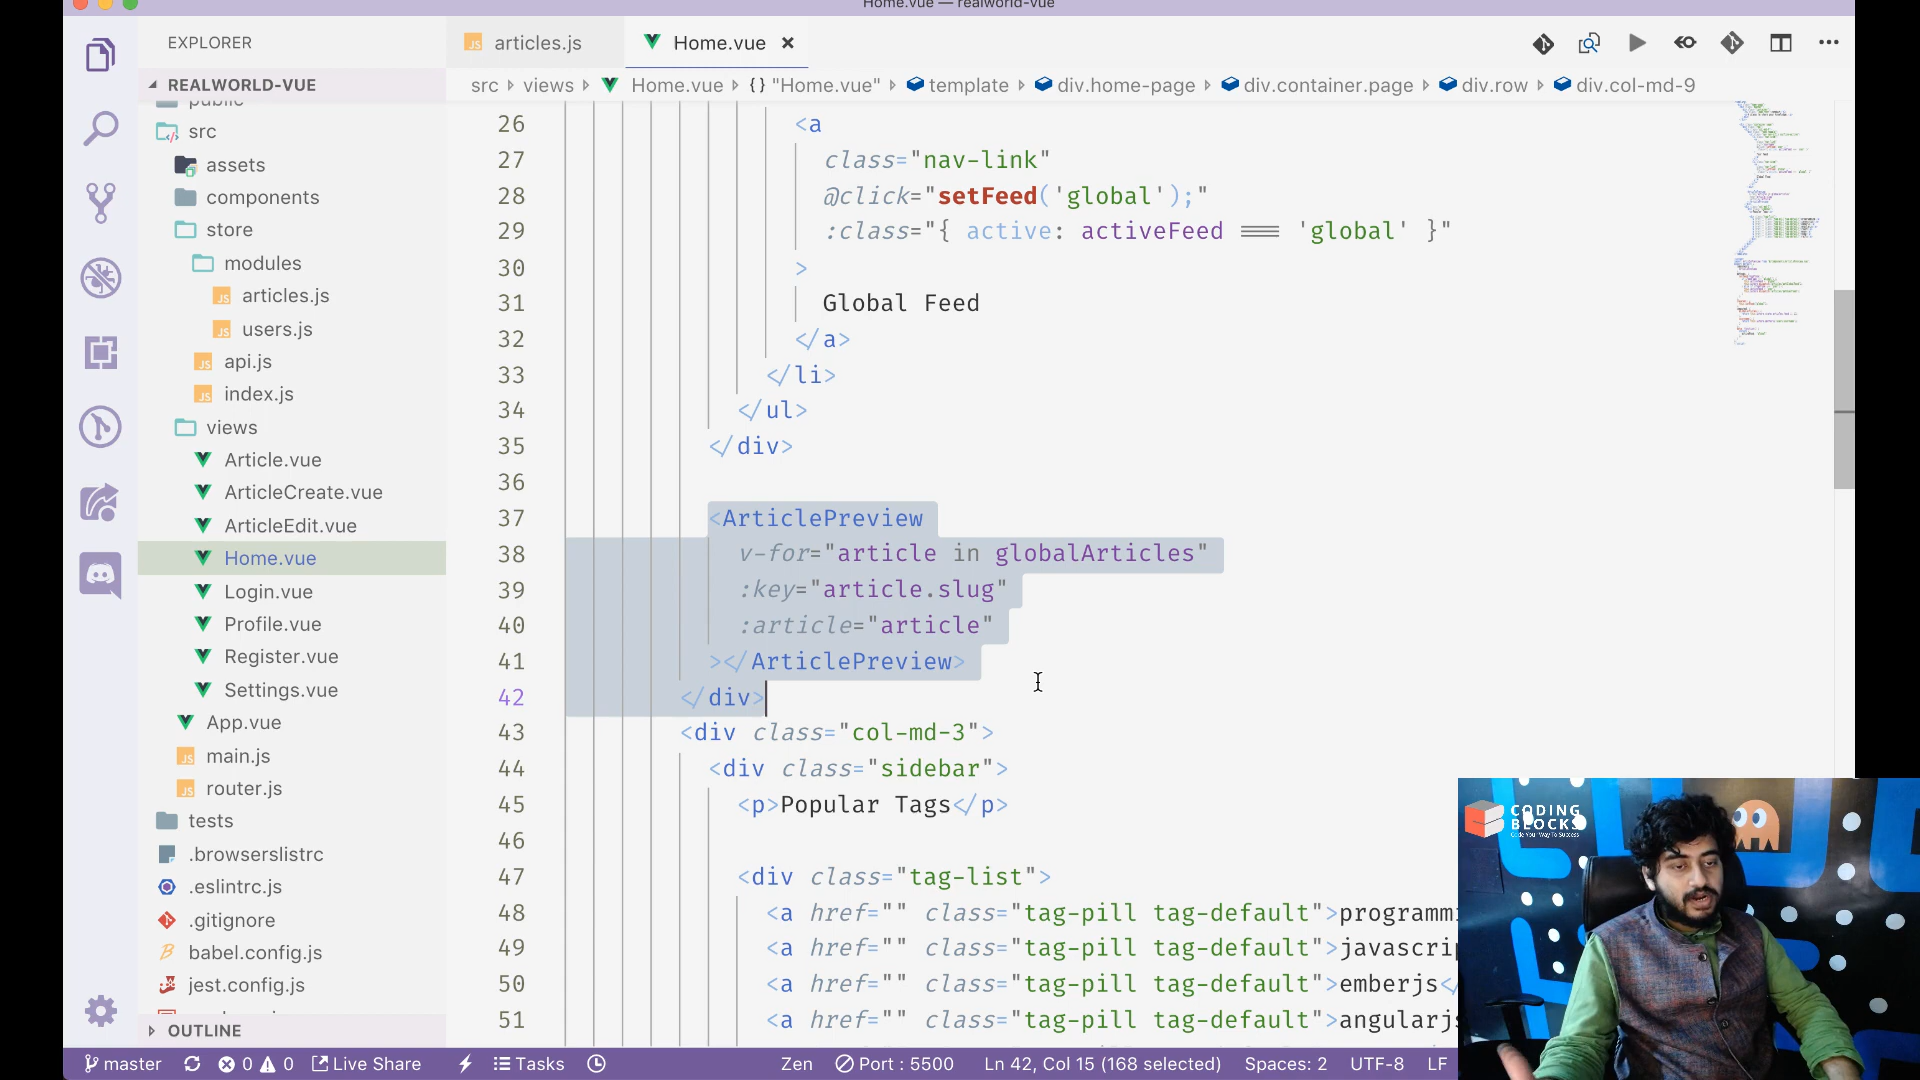 Home.vue — realworld-vue
EXPLORER
articles.js
Home.vue
REALWORLD-VUE
src views Home.vue {} "Home.vue" template div.home-page div.container.page div.row div.col-md-9
public
src
assets
components
store
modules
articles.js
users.js
api.js
index.js
views
Article.vue
ArticleCreate.vue
ArticleEdit.vue
Home.vue
Login.vue
Profile.vue
Register.vue
Settings.vue
App.vue
main.js
router.js
tests
.browserslistrc
.eslintrc.js
.gitignore
babel.config.js
jest.config.js
OUTLINE
26 <a
27 class="nav-link"
28 @click="setFeed('global');"
29 :class="{ active: activeFeed === 'global' }"
30 >
31 Global Feed
32 </a>
33 </li>
34 </ul>
35 </div>
36
37 <ArticlePreview
38 v-for="article in globalArticles"
39 :key="article.slug"
40 :article="article"
41 ></ArticlePreview>
42 </div>
43 <div class="col-md-3">
44 <div class="sidebar">
45 <p>Popular Tags</p>
46
47 <div class="tag-list">
48 <a href="" class="tag-pill tag-default">programm
49 <a href="" class="tag-pill tag-default">javascrip
50 <a href="" class="tag-pill tag-default">emberjs<
51 <a href="" class="tag-pill tag-default">angularjs
CODING
BLOCKS
Code Your Way To Success
master 0 0 Live Share Tasks Zen Port : 5500 Ln 42, Col 15 (168 selected) Spaces: 2 UTF-8 LF